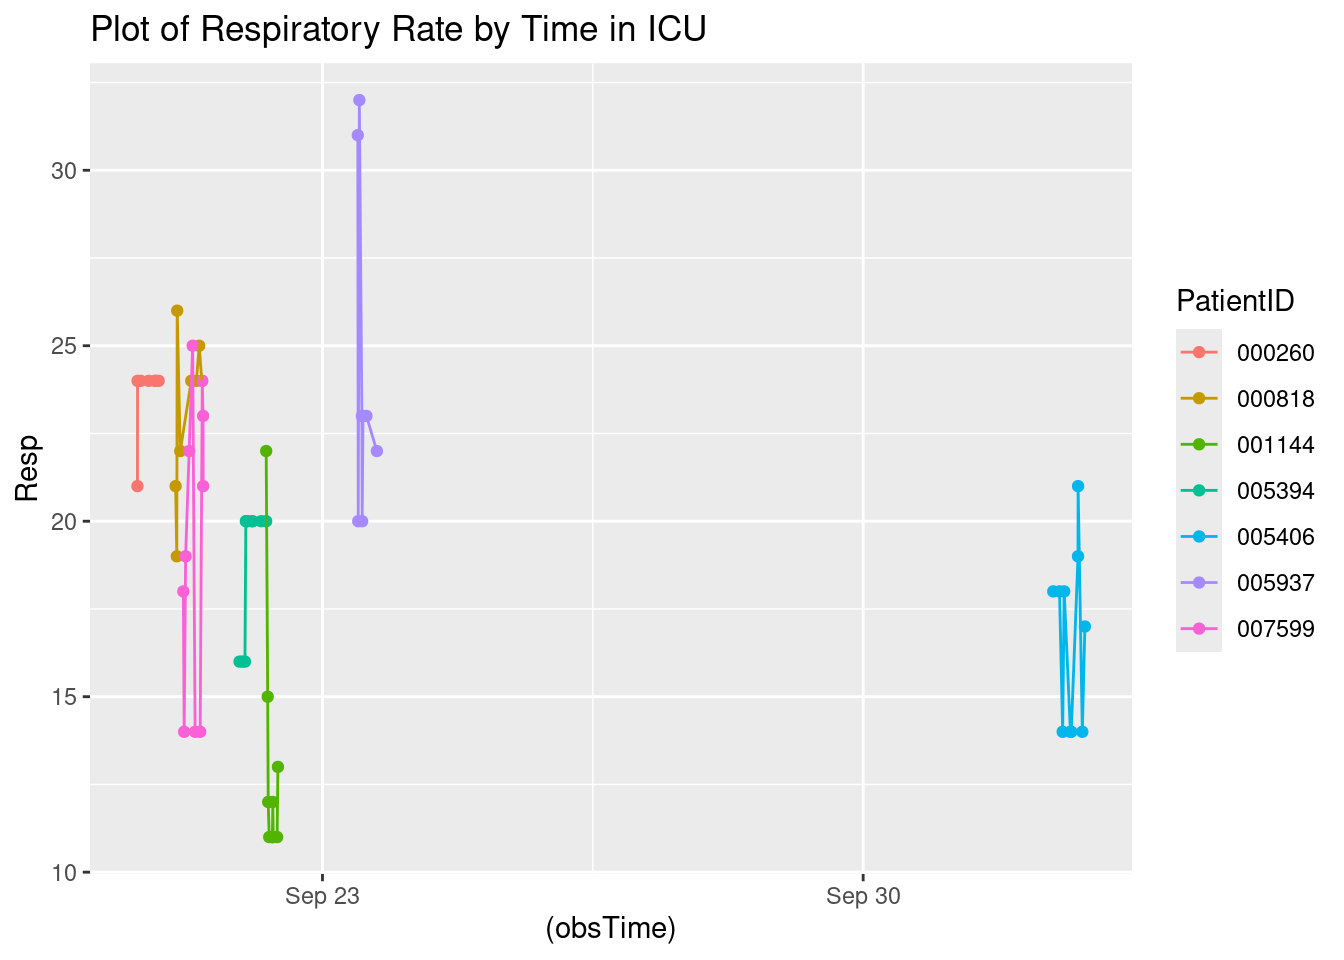 Plot of Respiratory Rate by Time in ICU
Resp
30
25
20
15
10
Sep 23
Sep 30
(obsTime)
PatientID
000260
000818
001144
005394
005406
005937
007599